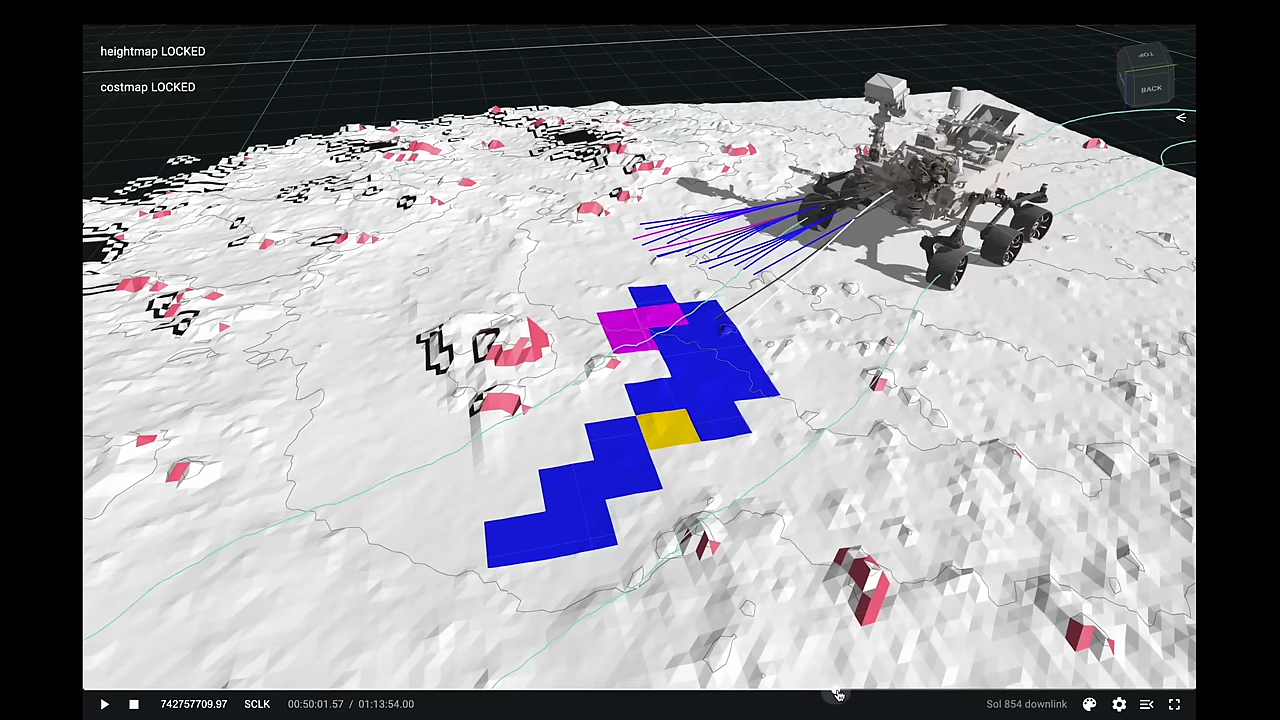 heightmap LOCKED
costmap LOCKED
TOP
BACK
742757709.97 SCLK 00:50:01.57 / 01:13:54.00 Sol 854 downlink